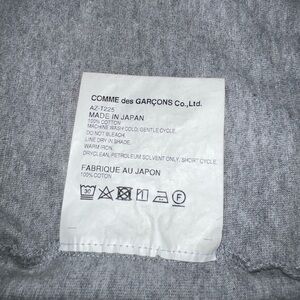 COMME des GARÇONS Co.,Ltd.
AZ-T225
MADE IN JAPAN
100% COTTON
MACHINE WASH COLD, GENTLE CYCLE.
DO NOT BLEACH.
LINE DRY IN SHADE.
WARM IRON.
DRYCLEAN, PETROLEUM SOLVENT ONLY, SHORT CYCLE.
FABRIQUE AU JAPON
100% COTON